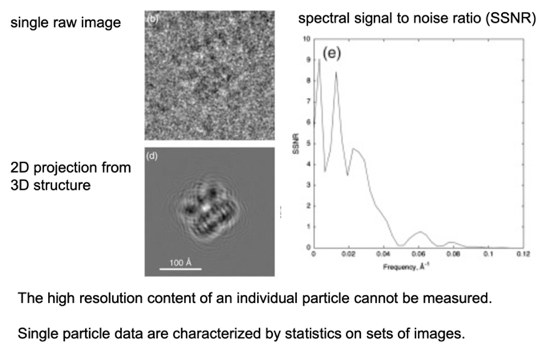 single raw image
spectral signal to noise ratio (SSNR)
(b)
(e)
10
9
8
7
6
5
4
3
2
1
0
SSNR
0
0.02
0.04
0.06
0.08
0.1
0.12
Frequency, Å⁻¹
2D projection from
3D structure
(d)
100 Å
The high resolution content of an individual particle cannot be measured.
Single particle data are characterized by statistics on sets of images.